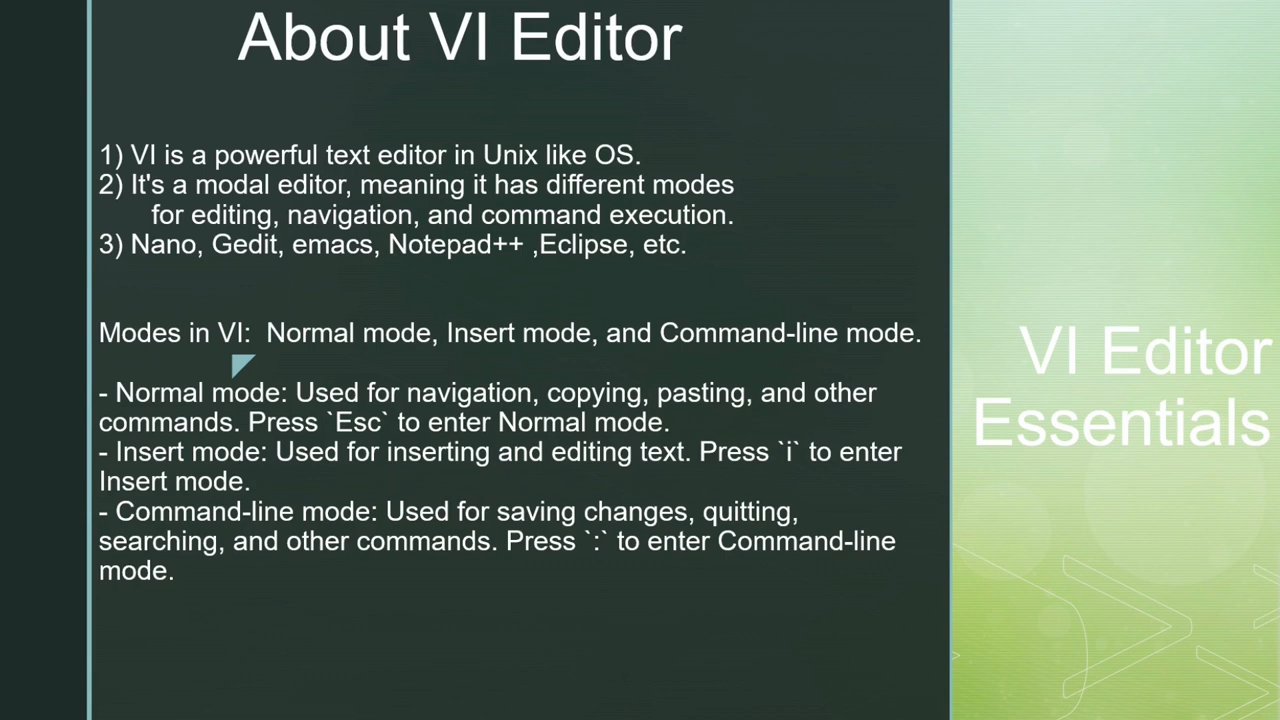 About VI Editor
1) VI is a powerful text editor in Unix like OS.
2) It's a modal editor, meaning it has different modes
for editing, navigation, and command execution.
3) Nano, Gedit, emacs, Notepad++ ,Eclipse, etc.
Modes in VI:  Normal mode, Insert mode, and Command-line mode.
- Normal mode: Used for navigation, copying, pasting, and other
commands. Press `Esc` to enter Normal mode.
- Insert mode: Used for inserting and editing text. Press `i` to enter
Insert mode.
- Command-line mode: Used for saving changes, quitting,
searching, and other commands. Press `:` to enter Command-line
mode.
VI Editor
Essentials